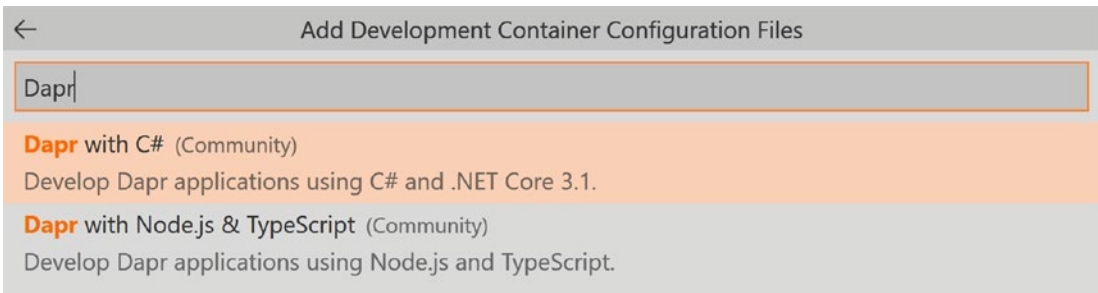 Add Development Container Configuration Files
Dapr
Dapr with C# (Community)
Develop Dapr applications using C# and .NET Core 3.1.
Dapr with Node.js & TypeScript (Community)
Develop Dapr applications using Node.js and TypeScript.